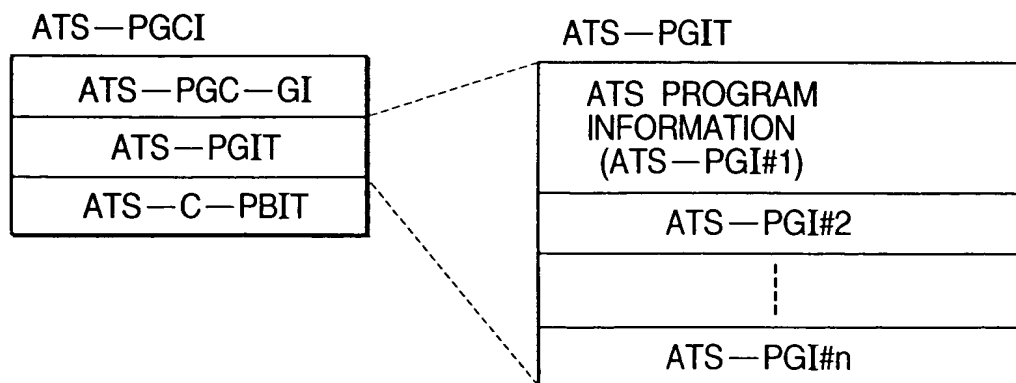 ATS—PGCI
ATS—PGC—GI
ATS—PGIT
ATS—C—PBIT
ATS—PGIT
ATS PROGRAM
INFORMATION
(ATS—PGI#1)
ATS—PGI#2
ATS—PGI#n